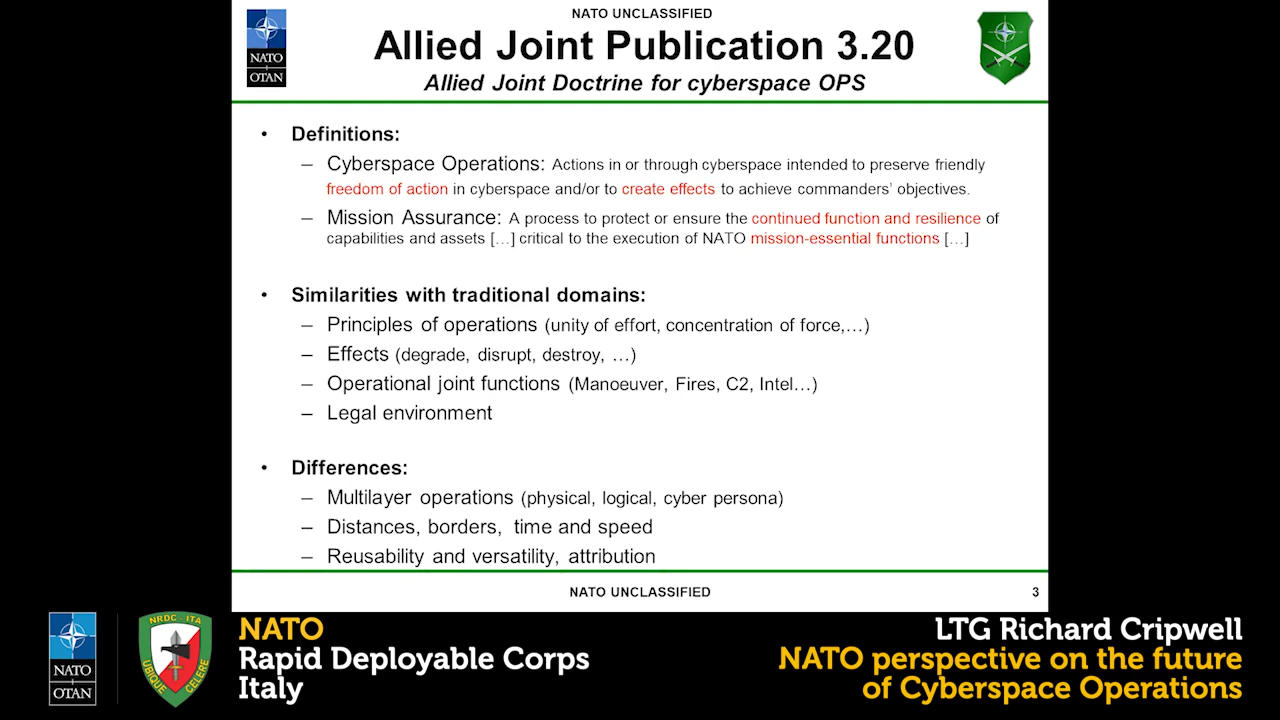 NATO UNCLASSIFIED
NATO
OTAN
Allied Joint Publication 3.20
Allied Joint Doctrine for cyberspace OPS
• Definitions:
– Cyberspace Operations: Actions in or through cyberspace intended to preserve friendly
freedom of action in cyberspace and/or to create effects to achieve commanders’ objectives.
– Mission Assurance: A process to protect or ensure the continued function and resilience of
capabilities and assets […] critical to the execution of NATO mission-essential functions […]
• Similarities with traditional domains:
– Principles of operations (unity of effort, concentration of force,…)
– Effects (degrade, disrupt, destroy, …)
– Operational joint functions (Manoeuver, Fires, C2, Intel…)
– Legal environment
• Differences:
– Multilayer operations (physical, logical, cyber persona)
– Distances, borders, time and speed
– Reusability and versatility, attribution
NATO UNCLASSIFIED
3
NATO
OTAN
NRDC - ITA
UBIQUE CELERE
NATO
Rapid Deployable Corps
Italy
LTG Richard Cripwell
NATO perspective on the future
of Cyberspace Operations